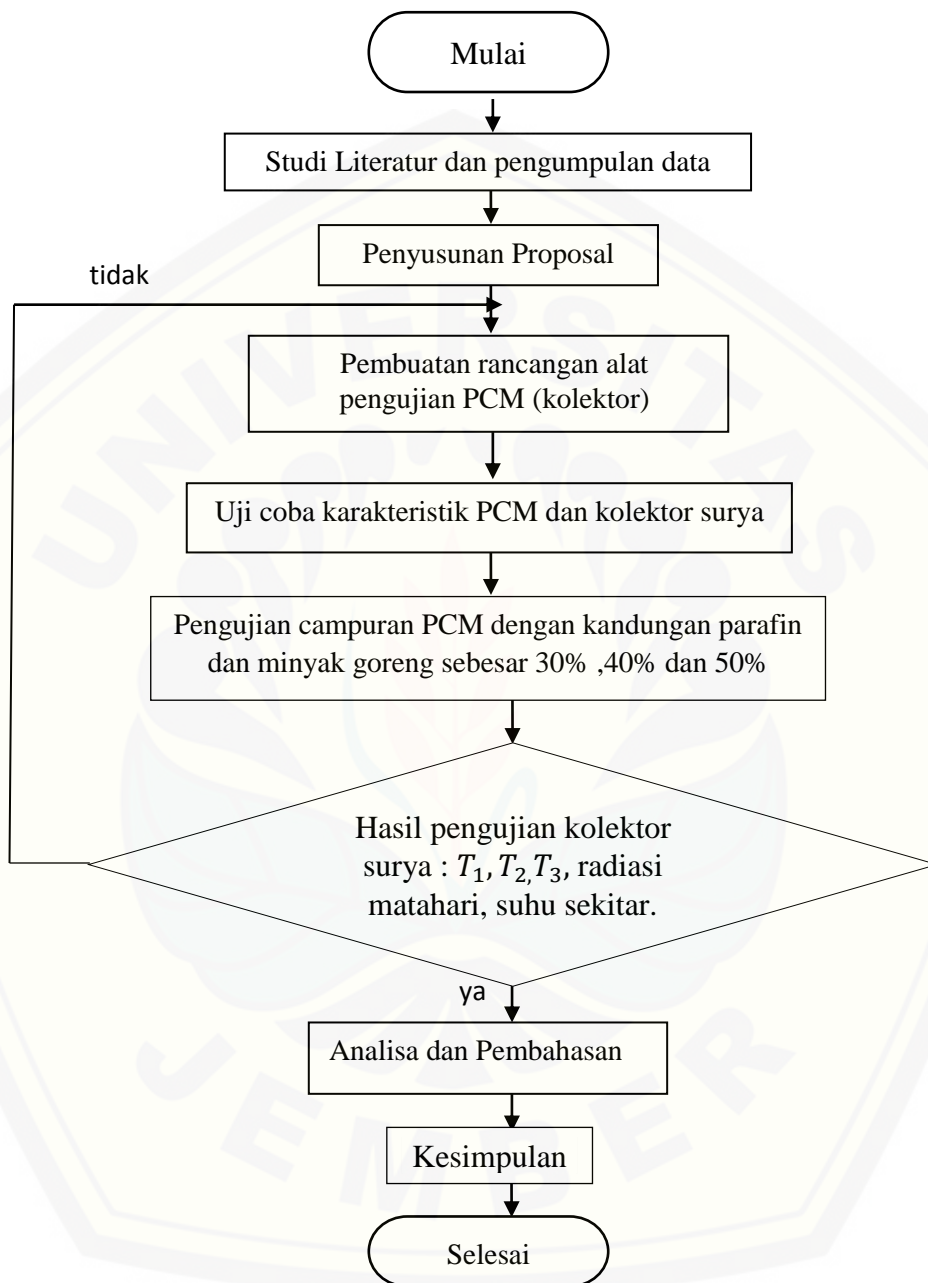 Mulai
Studi Literatur dan pengumpulan data
Penyusunan Proposal
tidak
Pembuatan rancangan alat
pengujian PCM (kolektor)
Uji coba karakteristik PCM dan kolektor surya
Pengujian campuran PCM dengan kandungan parafin
dan minyak goreng sebesar 30% ,40% dan 50%
Hasil pengujian kolektor
surya : T₁, T₂,T₃, radiasi
matahari, suhu sekitar.
ya
Analisa dan Pembahasan
Kesimpulan
Selesai
UNIVERSITAS
JEMBER